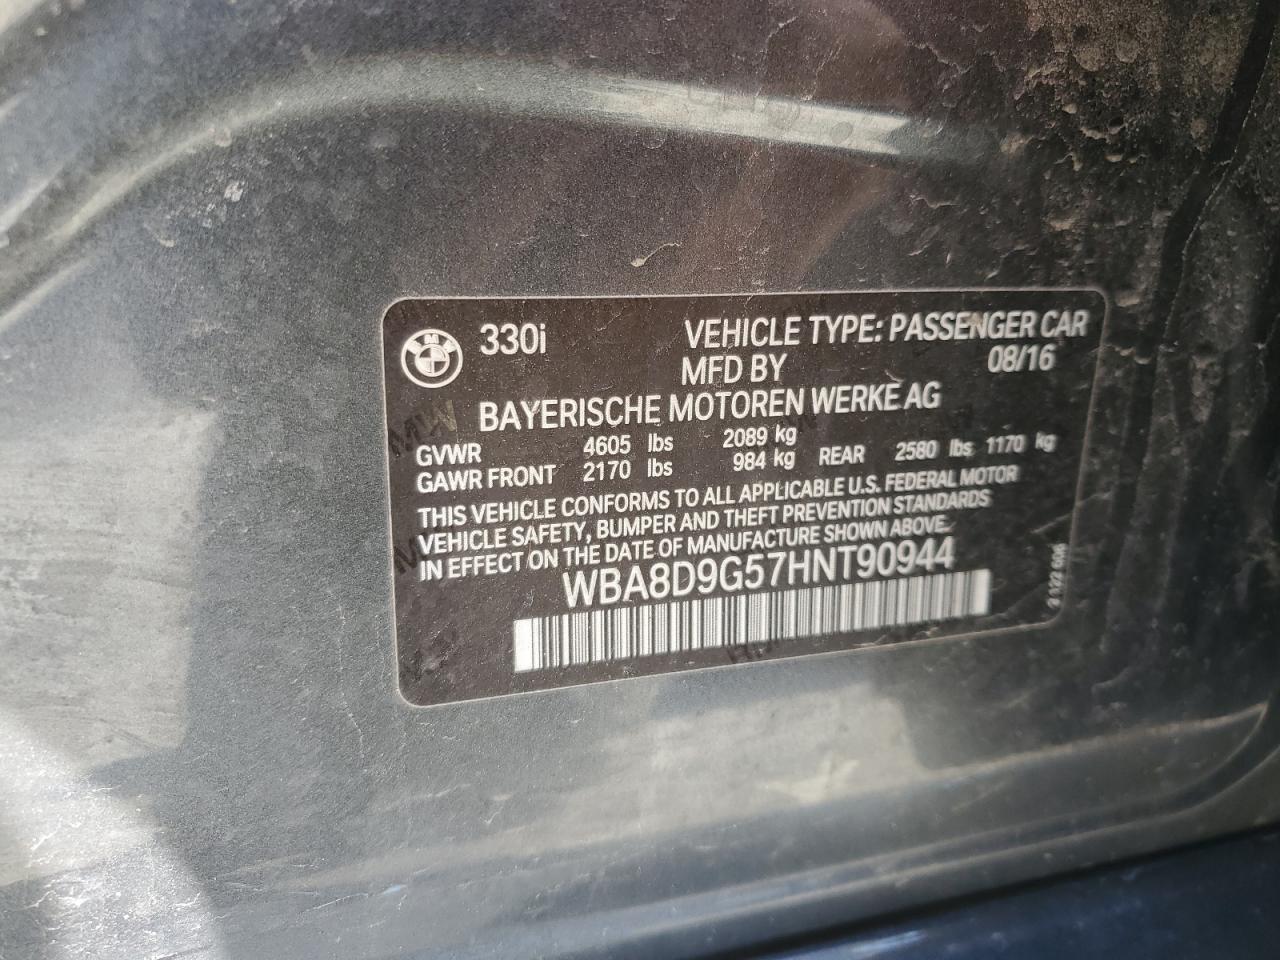 BMW 330i VEHICLE TYPE: PASSENGER CAR
MFD BY 08/16
BAYERISCHE MOTOREN WERKE AG
GVWR 4605 lbs 2089 kg
GAWR FRONT 2170 lbs 984 kg REAR 2580 lbs 1170 kg
THIS VEHICLE CONFORMS TO ALL APPLICABLE U.S. FEDERAL MOTOR
VEHICLE SAFETY, BUMPER AND THEFT PREVENTION STANDARDS
IN EFFECT ON THE DATE OF MANUFACTURE SHOWN ABOVE.
WBA8D9G57HNT90944